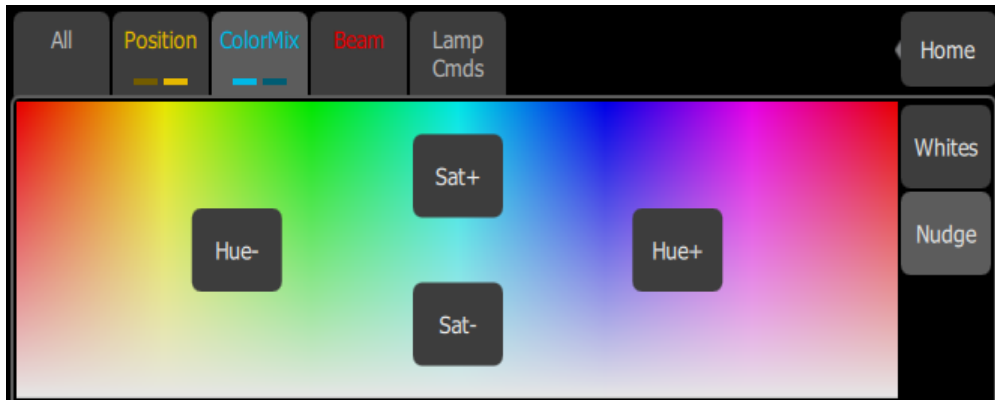 All
Position
ColorMix
Beam
Lamp
Cmds
Home
Whites
Sat+
Nudge
Hue-
Hue+
Sat-